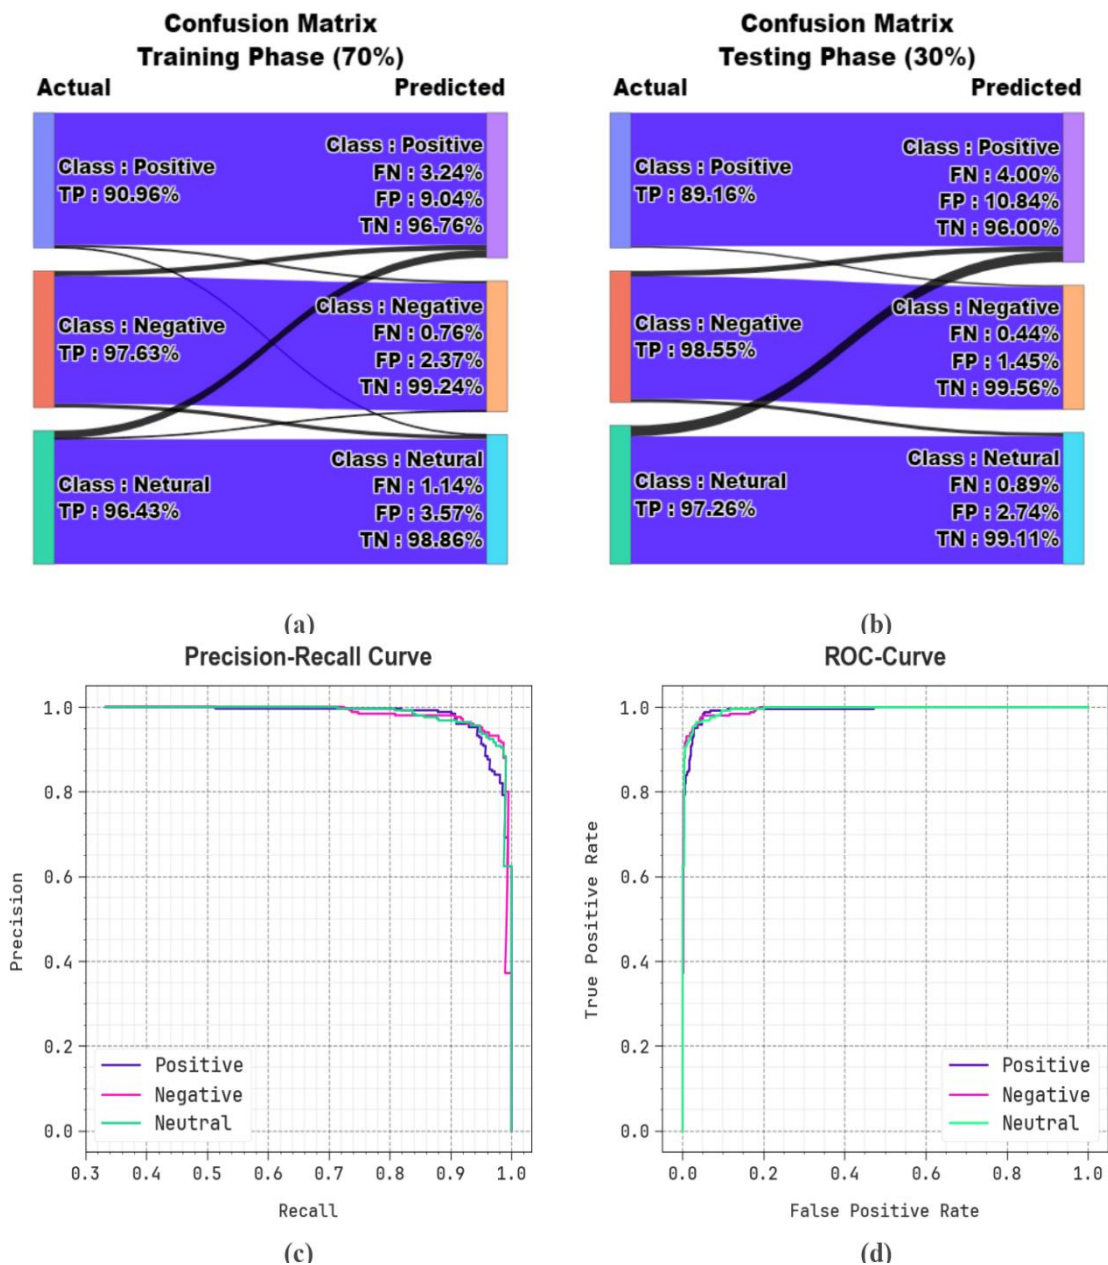 Confusion Matrix
Training Phase (70%)
Actual Predicted
Class : Positive
TP : 90.96%
Class : Positive
FN : 3.24%
FP : 9.04%
TN : 96.76%
Class : Negative
TP : 97.63%
Class : Negative
FN : 0.76%
FP : 2.37%
TN : 99.24%
Class : Netural
TP : 96.43%
Class : Netural
FN : 1.14%
FP : 3.57%
TN : 98.86%
(a)
Confusion Matrix
Testing Phase (30%)
Actual Predicted
Class : Positive
TP : 89.16%
Class : Positive
FN : 4.00%
FP : 10.84%
TN : 96.00%
Class : Negative
TP : 98.55%
Class : Negative
FN : 0.44%
FP : 1.45%
TN : 99.56%
Class : Netural
TP : 97.26%
Class : Netural
FN : 0.89%
FP : 2.74%
TN : 99.11%
(b)
Precision-Recall Curve
Precision
1.0
0.8
0.6
0.4
0.2
0.0
Positive
Negative
Neutral
0.3 0.4 0.5 0.6 0.7 0.8 0.9 1.0
Recall
(c)
ROC-Curve
True Positive Rate
1.0
0.8
0.6
0.4
0.2
0.0
Positive
Negative
Neutral
0.0 0.2 0.4 0.6 0.8 1.0
False Positive Rate
(d)